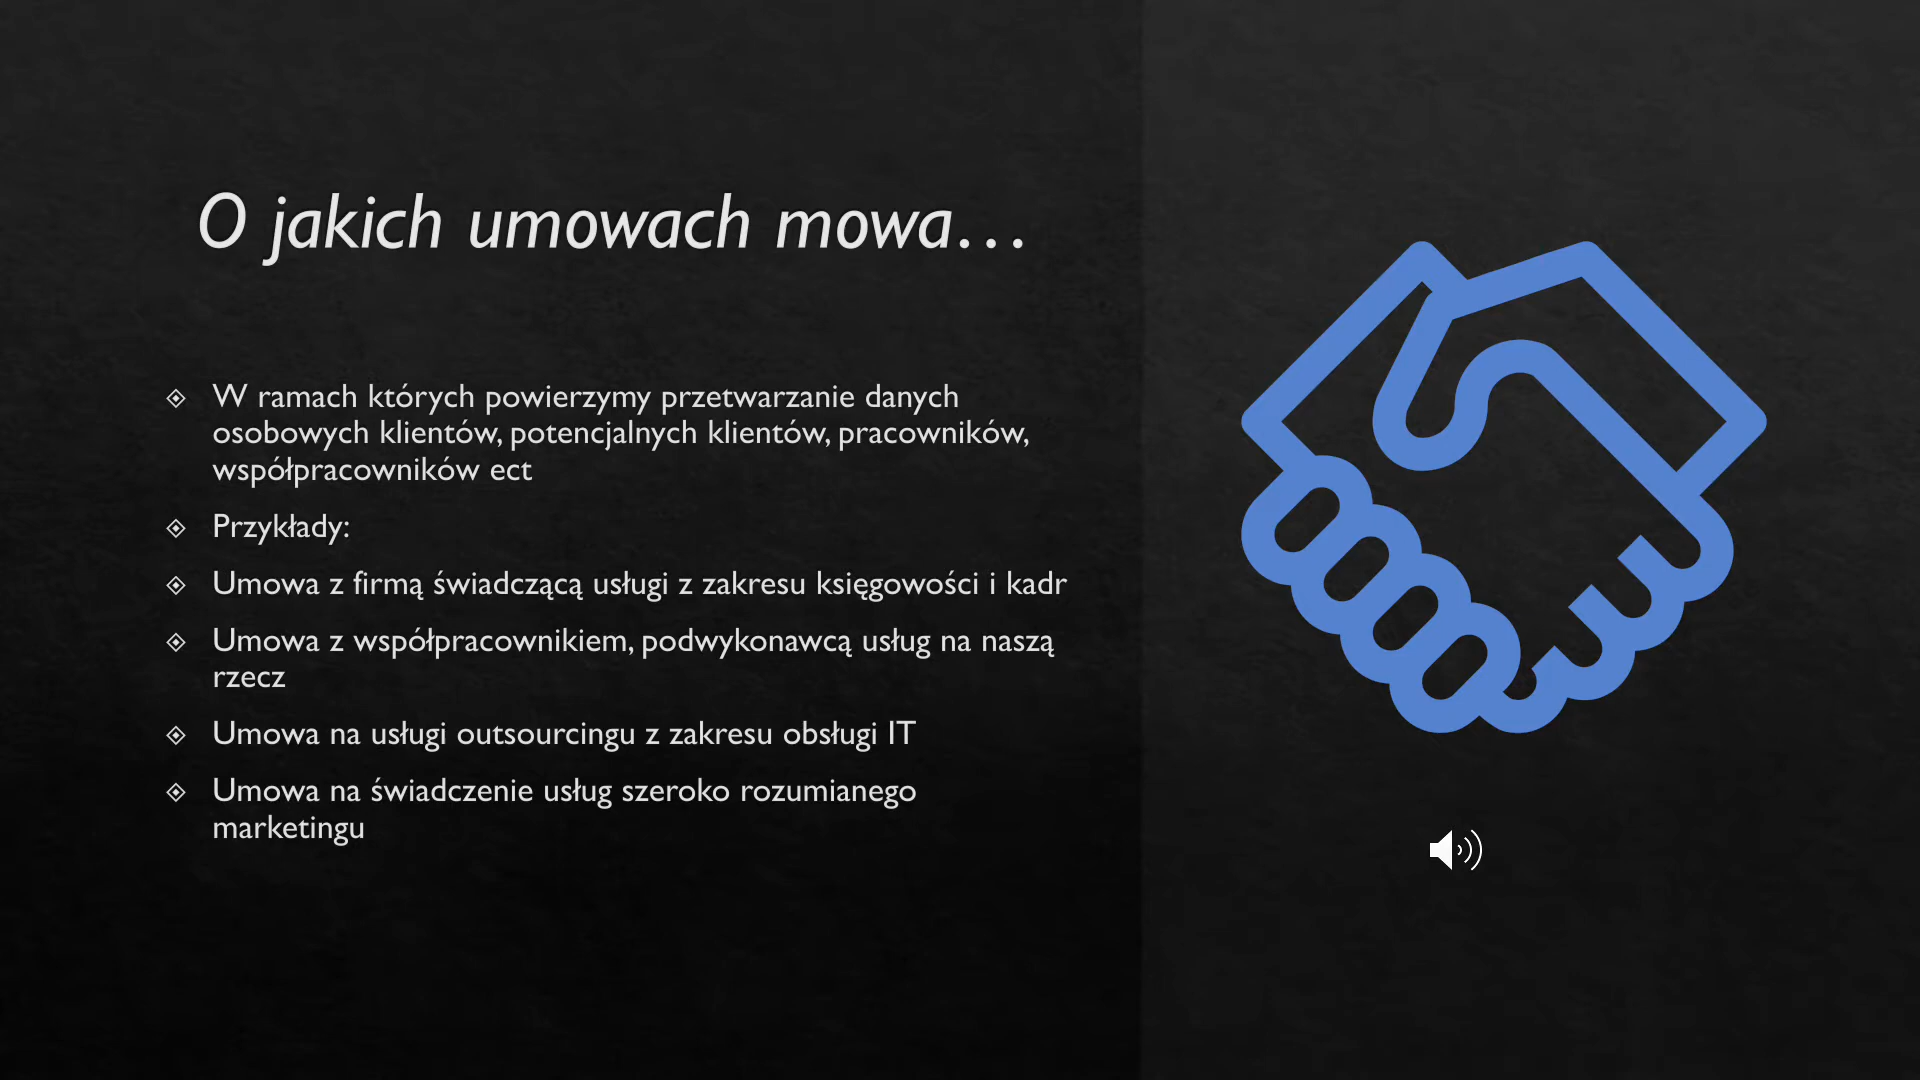 O jakich umowach mowa…
W ramach których powierzymy przetwarzanie danych
osobowych klientów, potencjalnych klientów, pracowników,
współpracowników ect
Przykłady:
Umowa z firmą świadczącą usługi z zakresu księgowości i kadr
Umowa z współpracownikiem, podwykonawcą usług na naszą
rzecz
Umowa na usługi outsourcingu z zakresu obsługi IT
Umowa na świadczenie usług szeroko rozumianego
marketingu